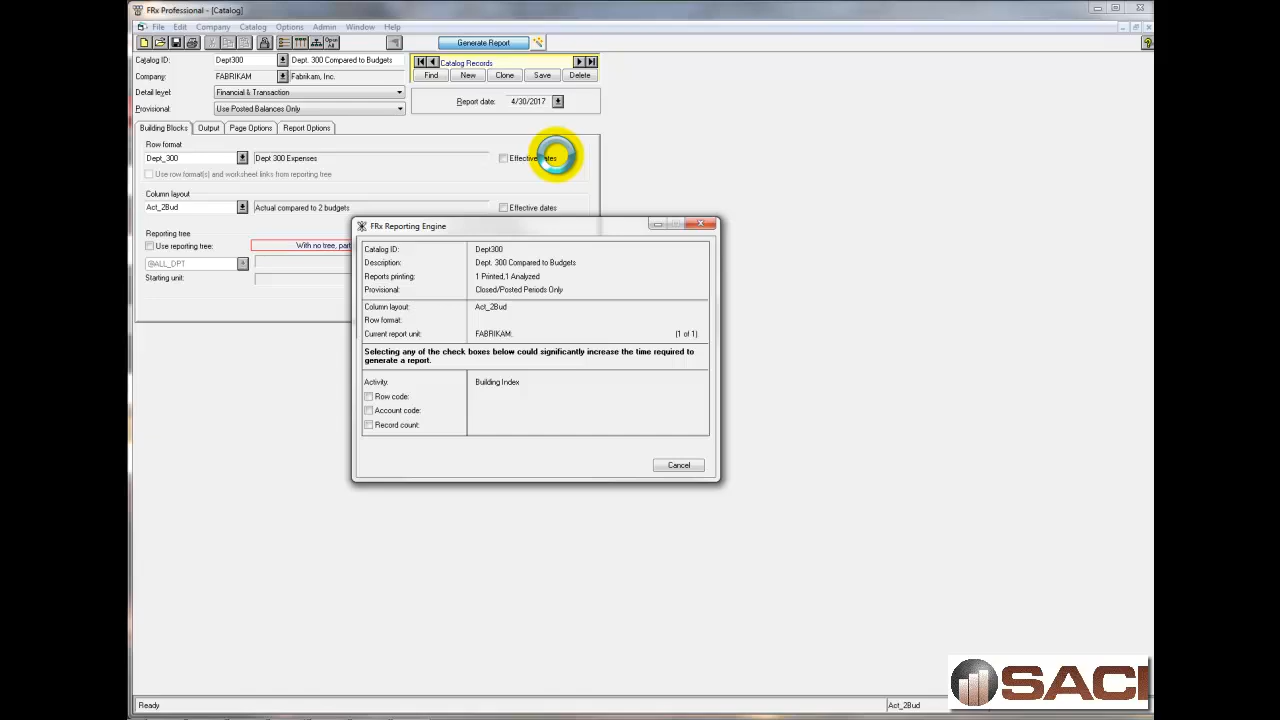 FRx Professional - [Catalog]
File Edit Company Catalog Options Admin Window Help
Generate Report
Catalog ID: Dept300 Dept. 300 Compared to Budgets
Company: FABRIKAM Fabrikam, Inc.
Detail level: Financial & Transaction
Provisional: Use Posted Balances Only
Catalog Records
Find New Clone Save Delete
Report date: 4/30/2017
Building Blocks Output Page Options Report Options
Row format
Dept_300 Dept 300 Expenses Effective dates
Use row format(s) and worksheet links from reporting tree
Column layout
Act_2Bud Actual compared to 2 budgets Effective dates
Reporting tree
Use reporting tree: With no tree, part
@ALL_DPT
Starting unit:
FRx Reporting Engine
Catalog ID: Dept300
Description: Dept. 300 Compared to Budgets
Reports printing: 1 Printed,1 Analyzed
Provisional: Closed/Posted Periods Only
Column layout: Act_2Bud
Row format:
Current report unit: FABRIKAM. (1 of 1)
Selecting any of the check boxes below could significantly increase the time required to
generate a report.
Activity: Building Index
Row code:
Account code:
Record count:
Cancel
SACI
Ready Act_2Bud